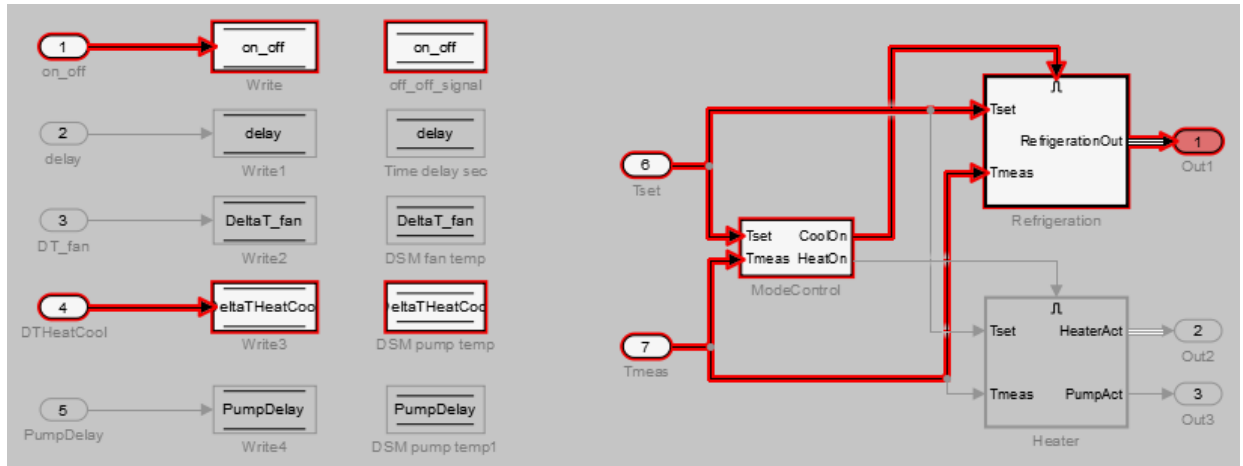 1
on_off
on_off
Write
on_off
off_off_signal
2
delay
delay
Write1
delay
Time delay sec
3
DT_fan
DeltaT_fan
Write2
DeltaT_fan
DSM fan temp
4
DTHeatCool
eltaTHeatCoo
Write3
eltaTHeatCoo
DSM pump temp
5
PumpDelay
PumpDelay
Write4
PumpDelay
DSM pump temp1
6
Tset
7
Tmeas
Tset CoolOn
Tmeas HeatOn
ModeControl
Tset
RefrigerationOut
Tmeas
Refrigeration
1
Out1
Tset HeaterAct
Tmeas PumpAct
Heater
2
Out2
3
Out3